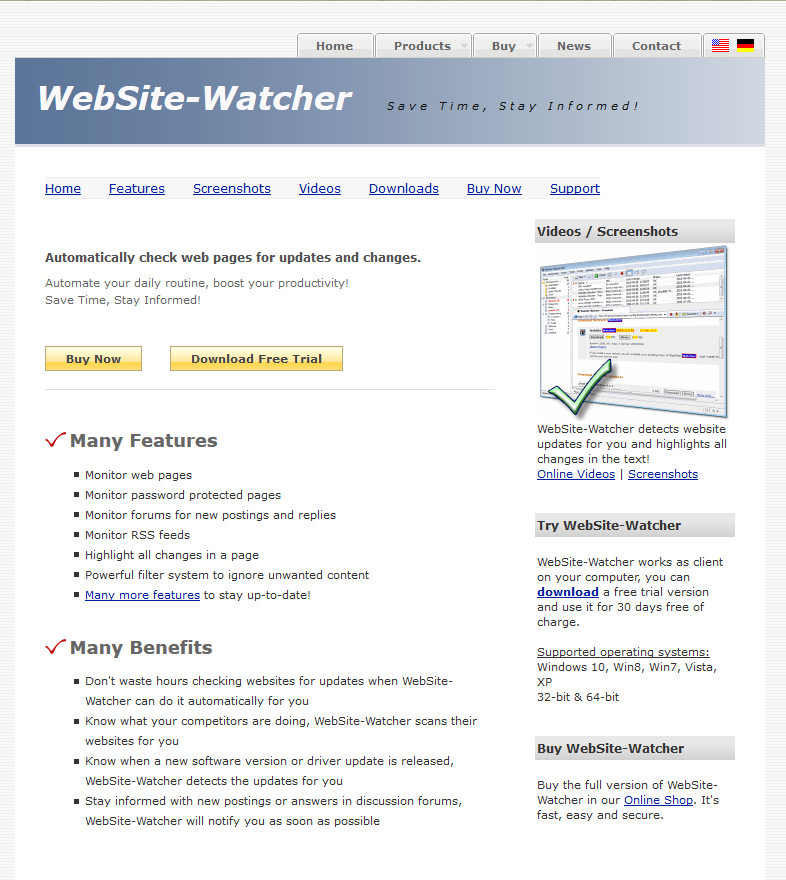 Home
Products
Buy
News
Contact
WebSite-Watcher
Save Time, Stay Informed!
Home
Features
Screenshots
Videos
Downloads
Buy Now
Support
Automatically check web pages for updates and changes.
Automate your daily routine, boost your productivity!
Save Time, Stay Informed!
Buy Now
Download Free Trial
Many Features
Monitor web pages
Monitor password protected pages
Monitor forums for new postings and replies
Monitor RSS feeds
Highlight all changes in a page
Powerful filter system to ignore unwanted content
Many more features to stay up-to-date!
Many Benefits
Don't waste hours checking websites for updates when WebSite-
Watcher can do it automatically for you
Know what your competitors are doing, WebSite-Watcher scans their
websites for you
Know when a new software version or driver update is released,
WebSite-Watcher detects the updates for you
Stay informed with new postings or answers in discussion forums,
WebSite-Watcher will notify you as soon as possible
Videos / Screenshots
WebSite-Watcher detects website
updates for you and highlights all
changes in the text!
Online Videos | Screenshots
Try WebSite-Watcher
WebSite-Watcher works as client
on your computer, you can
download a free trial version
and use it for 30 days free of
charge.
Supported operating systems:
Windows 10, Win8, Win7, Vista,
XP
32-bit & 64-bit
Buy WebSite-Watcher
Buy the full version of WebSite-
Watcher in our Online Shop. It's
fast, easy and secure.